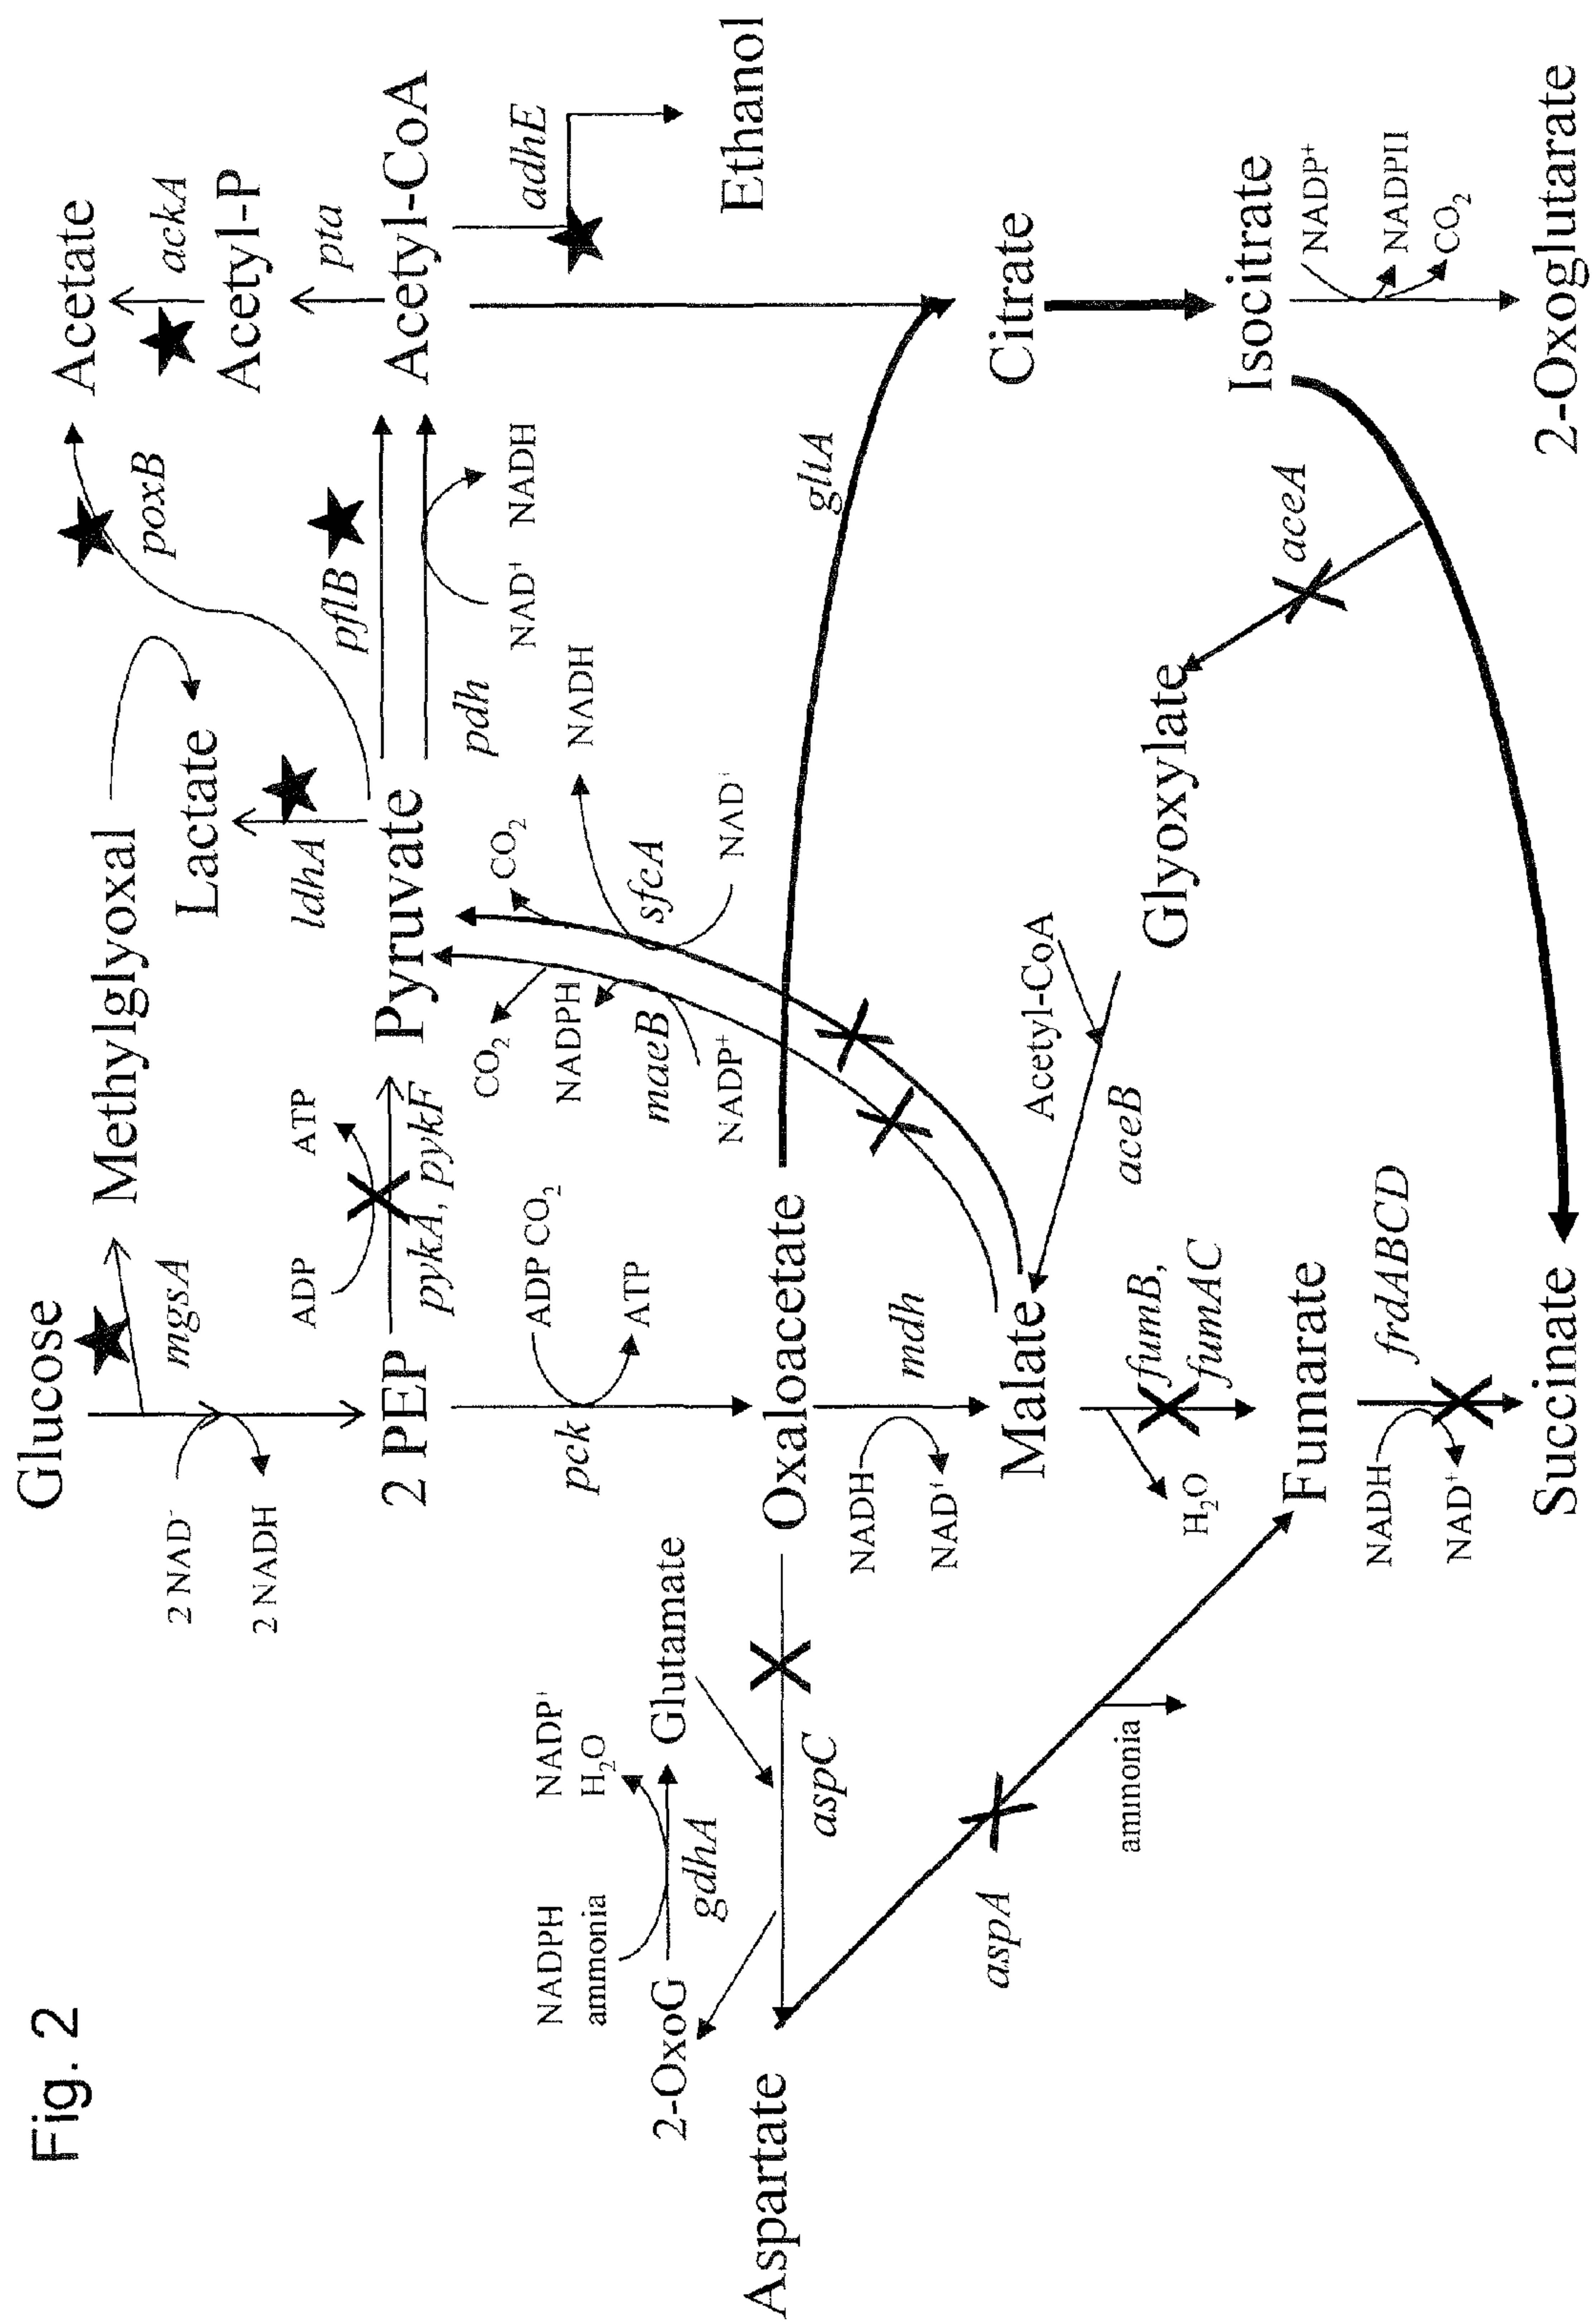 Fig. 2
Glucose
Methylglyoxal
Acetate
2 NAD⁻
mgsA
poxB
ackA
Lactate
Acetyl-P
2 NADH
ADP
ATP
ldhA
pflB
pta
2 PEP
pykA, pykF
Pyruvate
Acetyl-CoA
pdh
CO₂
CO₂
NAD⁺
NADH
adhE
NADPH
NADP⁺
ammonia
H₂O
pck
ADP CO₂
ATP
NADPH
NADH
2-OxoG
gdhA
Glutamate
maeB
sfcA
NADP⁺
NAD⁺
Ethanol
Aspartate
Oxaloacetate
aspC
gltA
NADH
mdh
NAD⁺
aspA
Malate
Acetyl-CoA
Citrate
ammonia
aceB
fumB,
fumAC
H₂O
Glyoxylate
Isocitrate
aceA
NADP⁺
Fumarate
NADPH
NADH
frdABCD
CO₂
NAD⁺
Succinate
2-Oxoglutarate